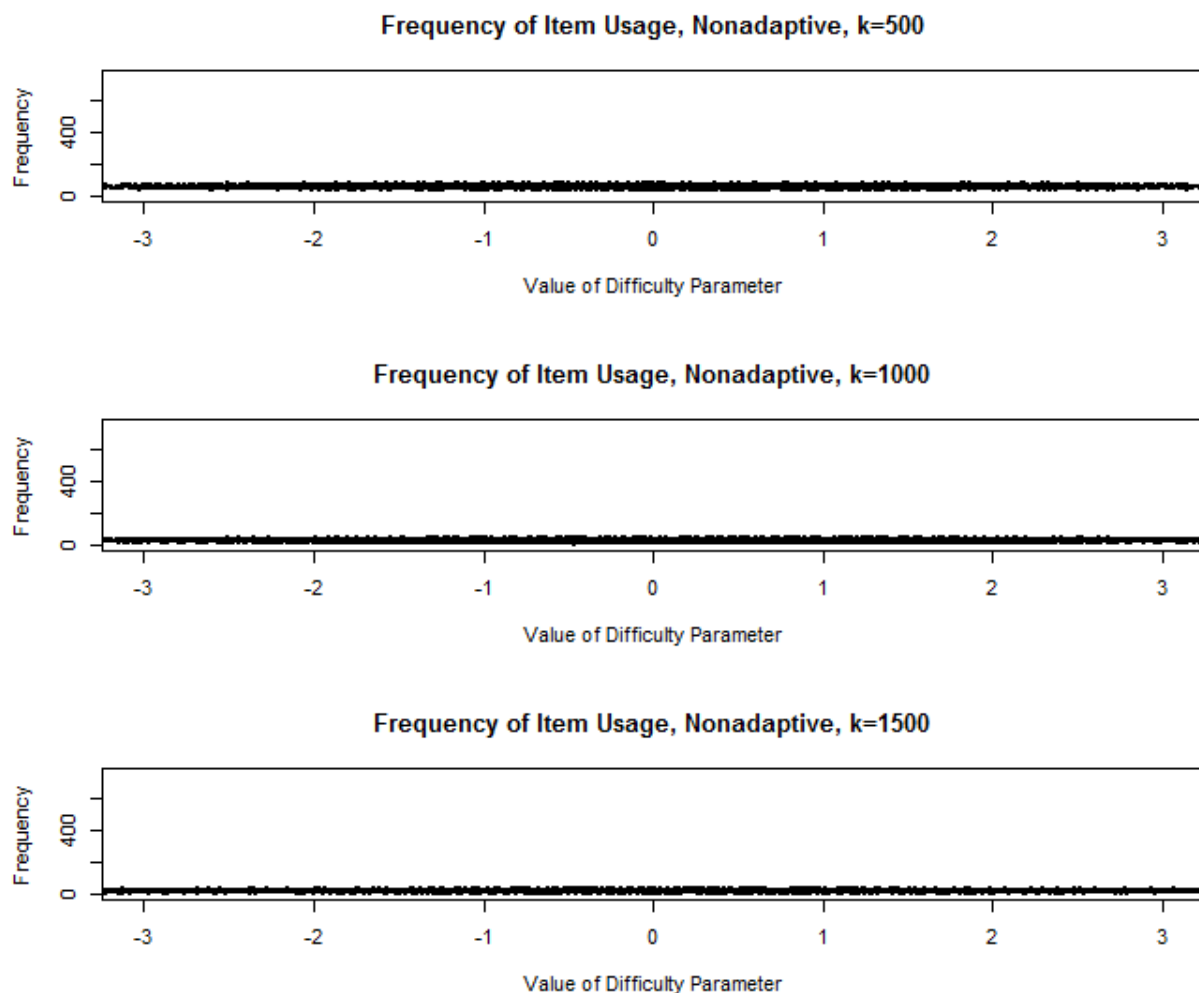 Frequency of Item Usage, Nonadaptive, k=500
Frequency
400
0
-3 -2 -1 0 1 2 3
Value of Difficulty Parameter
Frequency of Item Usage, Nonadaptive, k=1000
Frequency
400
0
-3 -2 -1 0 1 2 3
Value of Difficulty Parameter
Frequency of Item Usage, Nonadaptive, k=1500
Frequency
400
0
-3 -2 -1 0 1 2 3
Value of Difficulty Parameter